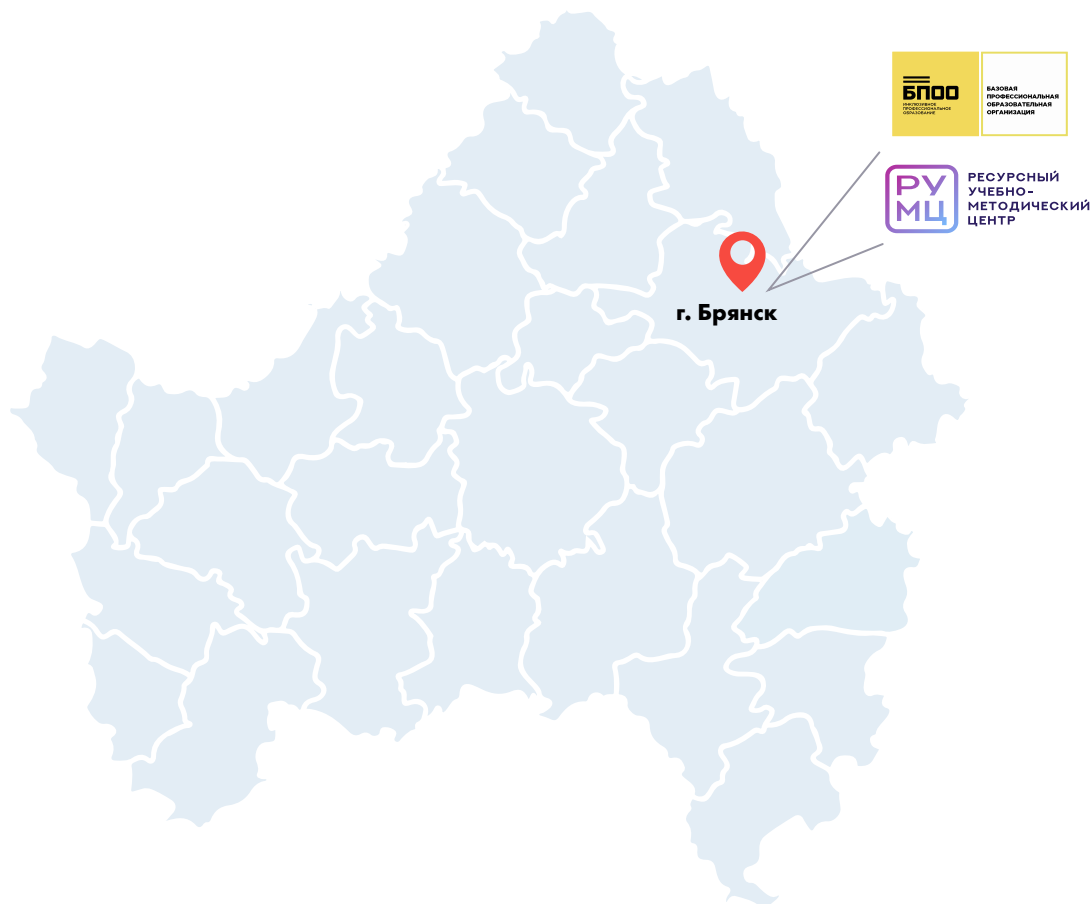 БПОО
ИНКЛЮЗИВНОЕ
ПРОФЕССИОНАЛЬНОЕ
ОБРАЗОВАНИЕ
БАЗОВАЯ
ПРОФЕССИОНАЛЬНАЯ
ОБРАЗОВАТЕЛЬНАЯ
ОРГАНИЗАЦИЯ
РУ
МЦ
РЕСУРСНЫЙ
УЧЕБНО-
МЕТОДИЧЕСКИЙ
ЦЕНТР
г. Брянск